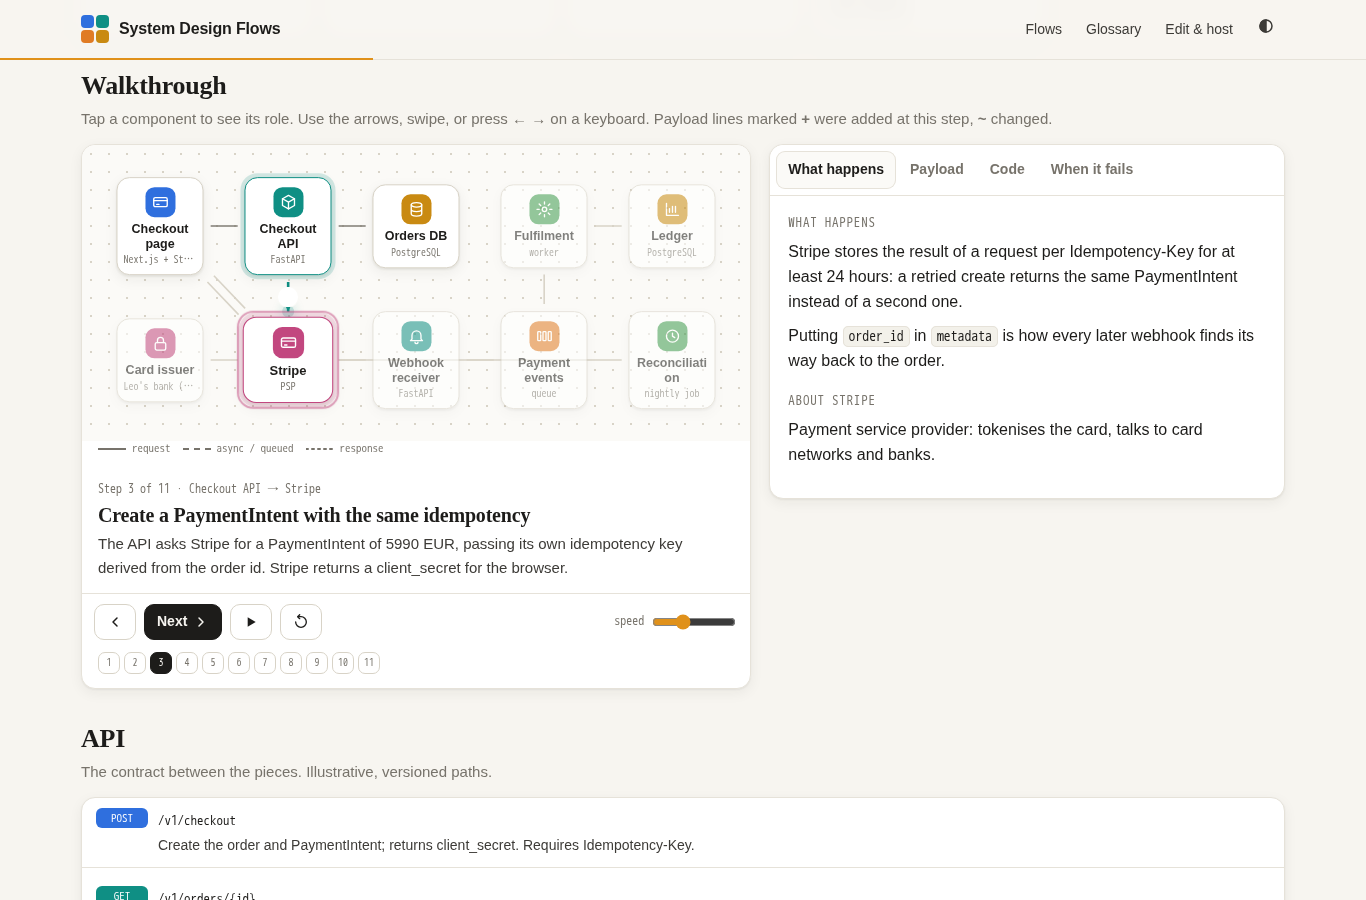 System Design Flows
Flows
Glossary
Edit & host
Walkthrough
Tap a component to see its role. Use the arrows, swipe, or press ← → on a keyboard. Payload lines marked + were added at this step, ~ changed.
Checkout
page
Next.js + St···
Checkout
API
FastAPI
Orders DB
PostgreSQL
Fulfilment
worker
Ledger
PostgreSQL
Card issuer
Leo's bank (···
Stripe
PSP
Webhook
receiver
FastAPI
Payment
events
queue
Reconciliati
on
nightly job
request
async / queued
response
Step 3 of 11 · Checkout API → Stripe
Create a PaymentIntent with the same idempotency
The API asks Stripe for a PaymentIntent of 5990 EUR, passing its own idempotency key
derived from the order id. Stripe returns a client_secret for the browser.
Next
speed
1 2 3 4 5 6 7 8 9 10 11
What happens
Payload
Code
When it fails
WHAT HAPPENS
Stripe stores the result of a request per Idempotency-Key for at
least 24 hours: a retried create returns the same PaymentIntent
instead of a second one.
Putting order_id in metadata is how every later webhook finds its
way back to the order.
ABOUT STRIPE
Payment service provider: tokenises the card, talks to card
networks and banks.
API
The contract between the pieces. Illustrative, versioned paths.
POST
/v1/checkout
Create the order and PaymentIntent; returns client_secret. Requires Idempotency-Key.
GET
/v1/orders/{id}